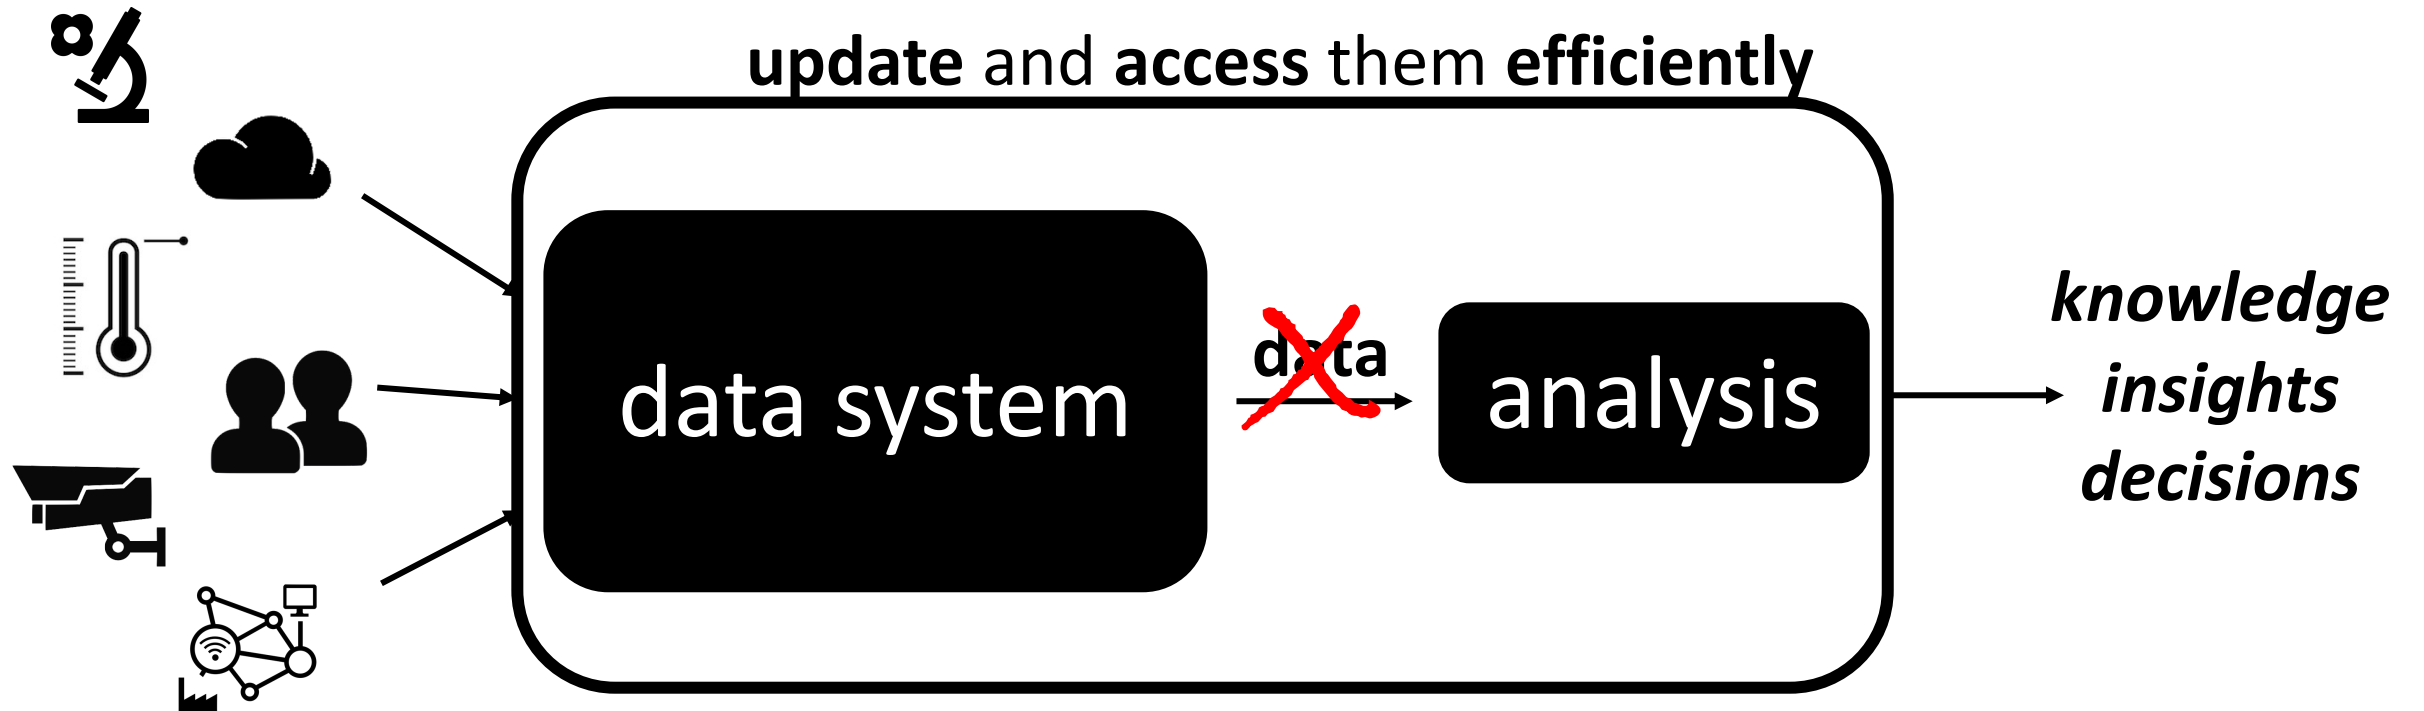 update and access them efficiently
data system
data
analysis
knowledge
insights
decisions